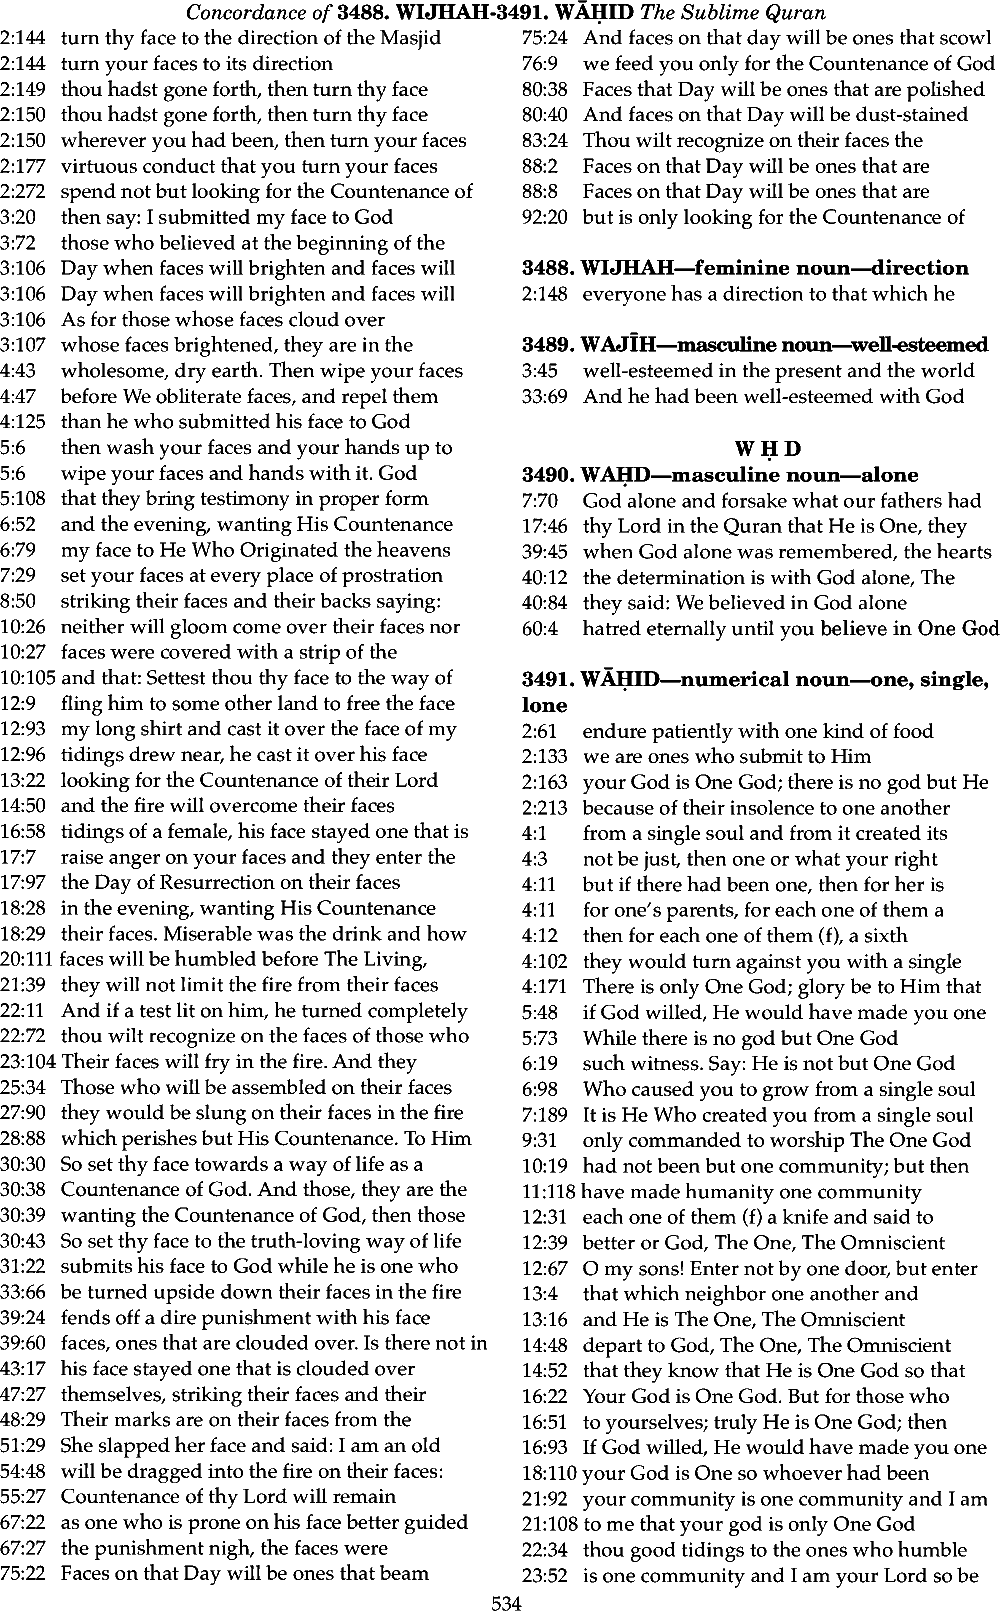 Concordance of 3488. WIJHAH-3491. WĀḤID The Sublime Quran
2:144 turn thy face to the direction of the Masjid
2:144 turn your faces to its direction
2:149 thou hadst gone forth, then turn thy face
2:150 thou hadst gone forth, then turn thy face
2:150 wherever you had been, then turn your faces
2:177 virtuous conduct that you turn your faces
2:272 spend not but looking for the Countenance of
3:20 then say: I submitted my face to God
3:72 those who believed at the beginning of the
3:106 Day when faces will brighten and faces will
3:106 Day when faces will brighten and faces will
3:106 As for those whose faces cloud over
3:107 whose faces brightened, they are in the
4:43 wholesome, dry earth. Then wipe your faces
4:47 before We obliterate faces, and repel them
4:125 than he who submitted his face to God
5:6 then wash your faces and your hands up to
5:6 wipe your faces and hands with it. God
5:108 that they bring testimony in proper form
6:52 and the evening, wanting His Countenance
6:79 my face to He Who Originated the heavens
7:29 set your faces at every place of prostration
8:50 striking their faces and their backs saying:
10:26 neither will gloom come over their faces nor
10:27 faces were covered with a strip of the
10:105 and that: Settest thou thy face to the way of
12:9 fling him to some other land to free the face
12:93 my long shirt and cast it over the face of my
12:96 tidings drew near, he cast it over his face
13:22 looking for the Countenance of their Lord
14:50 and the fire will overcome their faces
16:58 tidings of a female, his face stayed one that is
17:7 raise anger on your faces and they enter the
17:97 the Day of Resurrection on their faces
18:28 in the evening, wanting His Countenance
18:29 their faces. Miserable was the drink and how
20:111 faces will be humbled before The Living,
21:39 they will not limit the fire from their faces
22:11 And if a test lit on him, he turned completely
22:72 thou wilt recognize on the faces of those who
23:104 Their faces will fry in the fire. And they
25:34 Those who will be assembled on their faces
27:90 they would be slung on their faces in the fire
28:88 which perishes but His Countenance. To Him
30:30 So set thy face towards a way of life as a
30:38 Countenance of God. And those, they are the
30:39 wanting the Countenance of God, then those
30:43 So set thy face to the truth-loving way of life
31:22 submits his face to God while he is one who
33:66 be turned upside down their faces in the fire
39:24 fends off a dire punishment with his face
39:60 faces, ones that are clouded over. Is there not in
43:17 his face stayed one that is clouded over
47:27 themselves, striking their faces and their
48:29 Their marks are on their faces from the
51:29 She slapped her face and said: I am an old
54:48 will be dragged into the fire on their faces:
55:27 Countenance of thy Lord will remain
67:22 as one who is prone on his face better guided
67:27 the punishment nigh, the faces were
75:22 Faces on that Day will be ones that beam
75:24 And faces on that day will be ones that scowl
76:9 we feed you only for the Countenance of God
80:38 Faces that Day will be ones that are polished
80:40 And faces on that Day will be dust-stained
83:24 Thou wilt recognize on their faces the
88:2 Faces on that Day will be ones that are
88:8 Faces on that Day will be ones that are
92:20 but is only looking for the Countenance of
3488. WIJHAH—feminine noun—direction
2:148 everyone has a direction to that which he
3489. WAJĪH—masculine noun—well-esteemed
3:45 well-esteemed in the present and the world
33:69 And he had been well-esteemed with God
W Ḥ D
3490. WAḤD—masculine noun—alone
7:70 God alone and forsake what our fathers had
17:46 thy Lord in the Quran that He is One, they
39:45 when God alone was remembered, the hearts
40:12 the determination is with God alone, The
40:84 they said: We believed in God alone
60:4 hatred eternally until you believe in One God
3491. WĀḤID—numerical noun—one, single,
lone
2:61 endure patiently with one kind of food
2:133 we are ones who submit to Him
2:163 your God is One God; there is no god but He
2:213 because of their insolence to one another
4:1 from a single soul and from it created its
4:3 not be just, then one or what your right
4:11 but if there had been one, then for her is
4:11 for one's parents, for each one of them a
4:12 then for each one of them (f), a sixth
4:102 they would turn against you with a single
4:171 There is only One God; glory be to Him that
5:48 if God willed, He would have made you one
5:73 While there is no god but One God
6:19 such witness. Say: He is not but One God
6:98 Who caused you to grow from a single soul
7:189 It is He Who created you from a single soul
9:31 only commanded to worship The One God
10:19 had not been but one community; but then
11:118 have made humanity one community
12:31 each one of them (f) a knife and said to
12:39 better or God, The One, The Omniscient
12:67 O my sons! Enter not by one door, but enter
13:4 that which neighbor one another and
13:16 and He is The One, The Omniscient
14:48 depart to God, The One, The Omniscient
14:52 that they know that He is One God so that
16:22 Your God is One God. But for those who
16:51 to yourselves; truly He is One God; then
16:93 If God willed, He would have made you one
18:110 your God is One so whoever had been
21:92 your community is one community and I am
21:108 to me that your god is only One God
22:34 thou good tidings to the ones who humble
23:52 is one community and I am your Lord so be
534